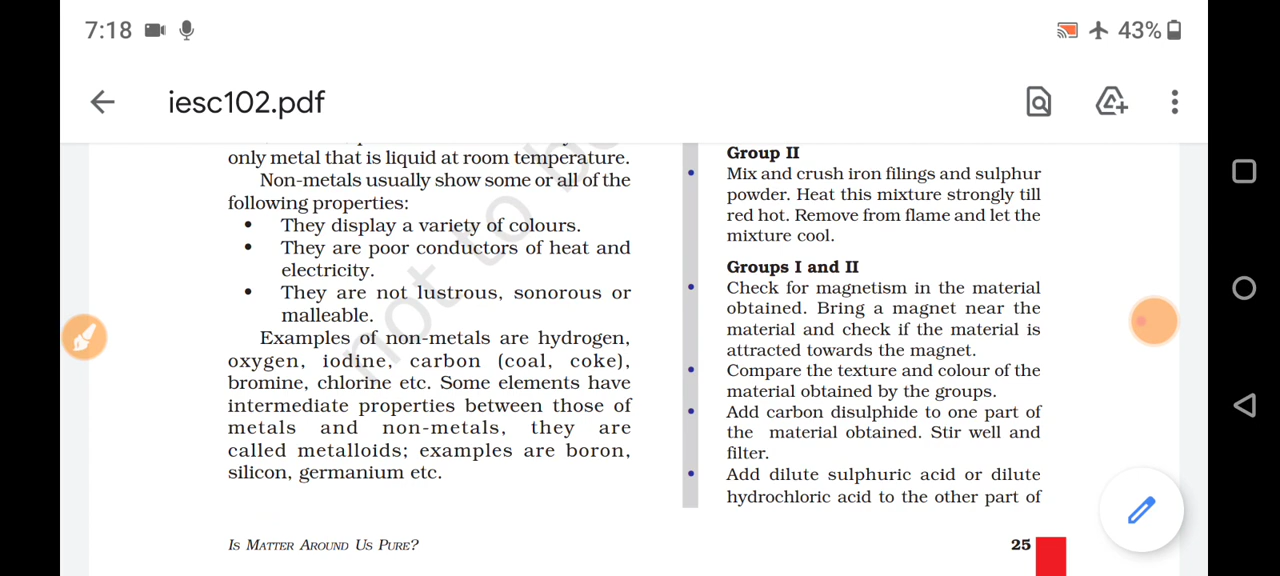 7:18
43%
iesc102.pdf
only metal that is liquid at room temperature.
Non-metals usually show some or all of the
following properties:
• They display a variety of colours.
• They are poor conductors of heat and
electricity.
• They are not lustrous, sonorous or
malleable.
Examples of non-metals are hydrogen,
oxygen, iodine, carbon (coal, coke),
bromine, chlorine etc. Some elements have
intermediate properties between those of
metals and non-metals, they are
called metalloids; examples are boron,
silicon, germanium etc.
Group II
• Mix and crush iron filings and sulphur
powder. Heat this mixture strongly till
red hot. Remove from flame and let the
mixture cool.
Groups I and II
• Check for magnetism in the material
obtained. Bring a magnet near the
material and check if the material is
attracted towards the magnet.
• Compare the texture and colour of the
material obtained by the groups.
• Add carbon disulphide to one part of
the material obtained. Stir well and
filter.
• Add dilute sulphuric acid or dilute
hydrochloric acid to the other part of
not to be
IS MATTER AROUND US PURE?
25